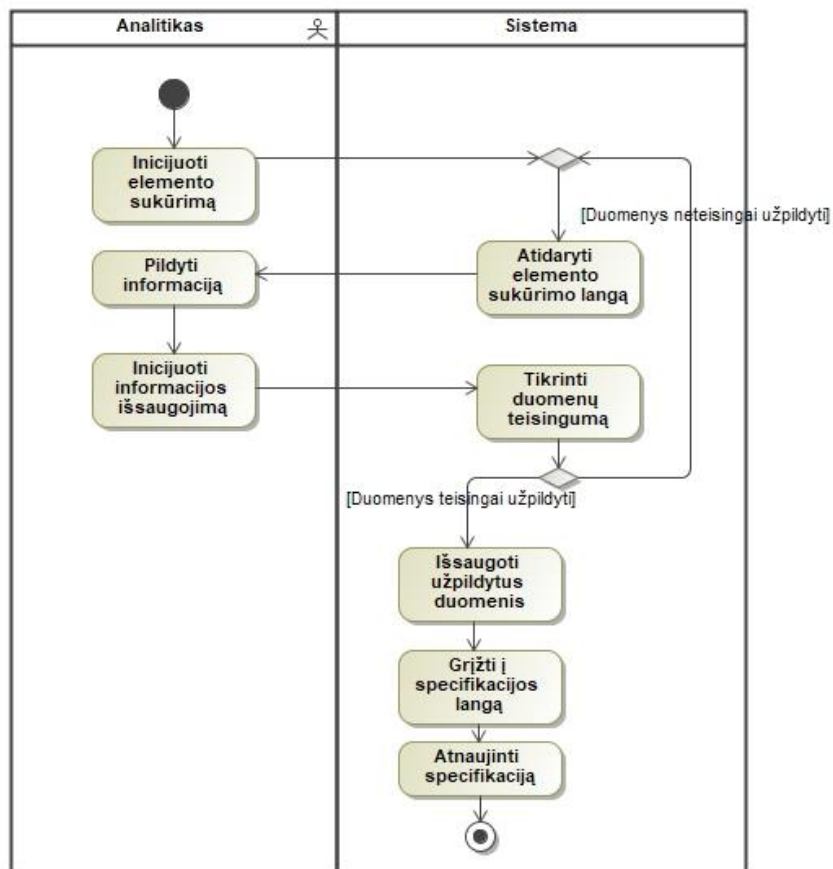 Analitikas
Sistema
Inicijuoti
elemento
sukūrimą
[Duomenys neteisingai užpildyti]
Atidaryti
elemento
sukūrimo langą
Pildyti
informaciją
Inicijuoti
informacijos
išsaugojimą
Tikrinti
duomenų
teisingumą
[Duomenys teisingai užpildyti]
Išsaugoti
užpildytus
duomenis
Grįžti į
specifikacijos
langą
Atnaujinti
specifikaciją